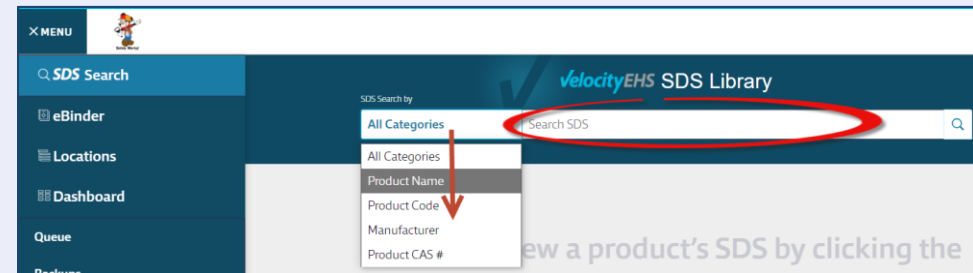 × MENU
SDS Search
eBinder
Locations
Dashboard
Queue
VelocityEHS SDS Library
SDS Search by
All Categories
Search SDS
All Categories
Product Name
Product Code
Manufacturer
Product CAS #
ew a product's SDS by clicking the